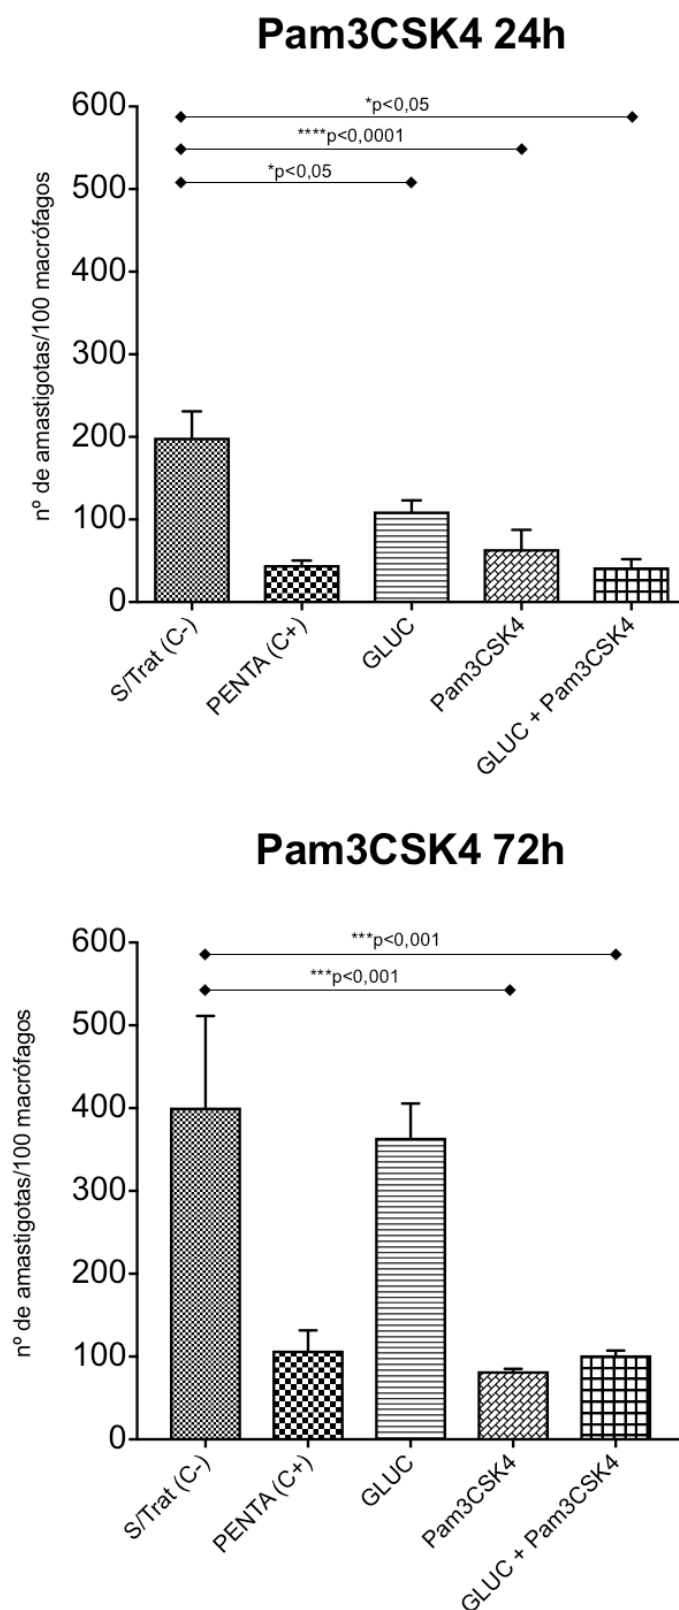 Pam3CSK4 24h
nº de amastigotas/100 macrófagos
600
500
400
300
200
100
0
*p<0,05
****p<0,0001
*p<0,05
S/Trat (C-)
PENTA (C+)
GLUC
Pam3CSK4
GLUC + Pam3CSK4
Pam3CSK4 72h
nº de amastigotas/100 macrófagos
600
500
400
300
200
100
0
***p<0,001
***p<0,001
S/Trat (C-)
PENTA (C+)
GLUC
Pam3CSK4
GLUC + Pam3CSK4